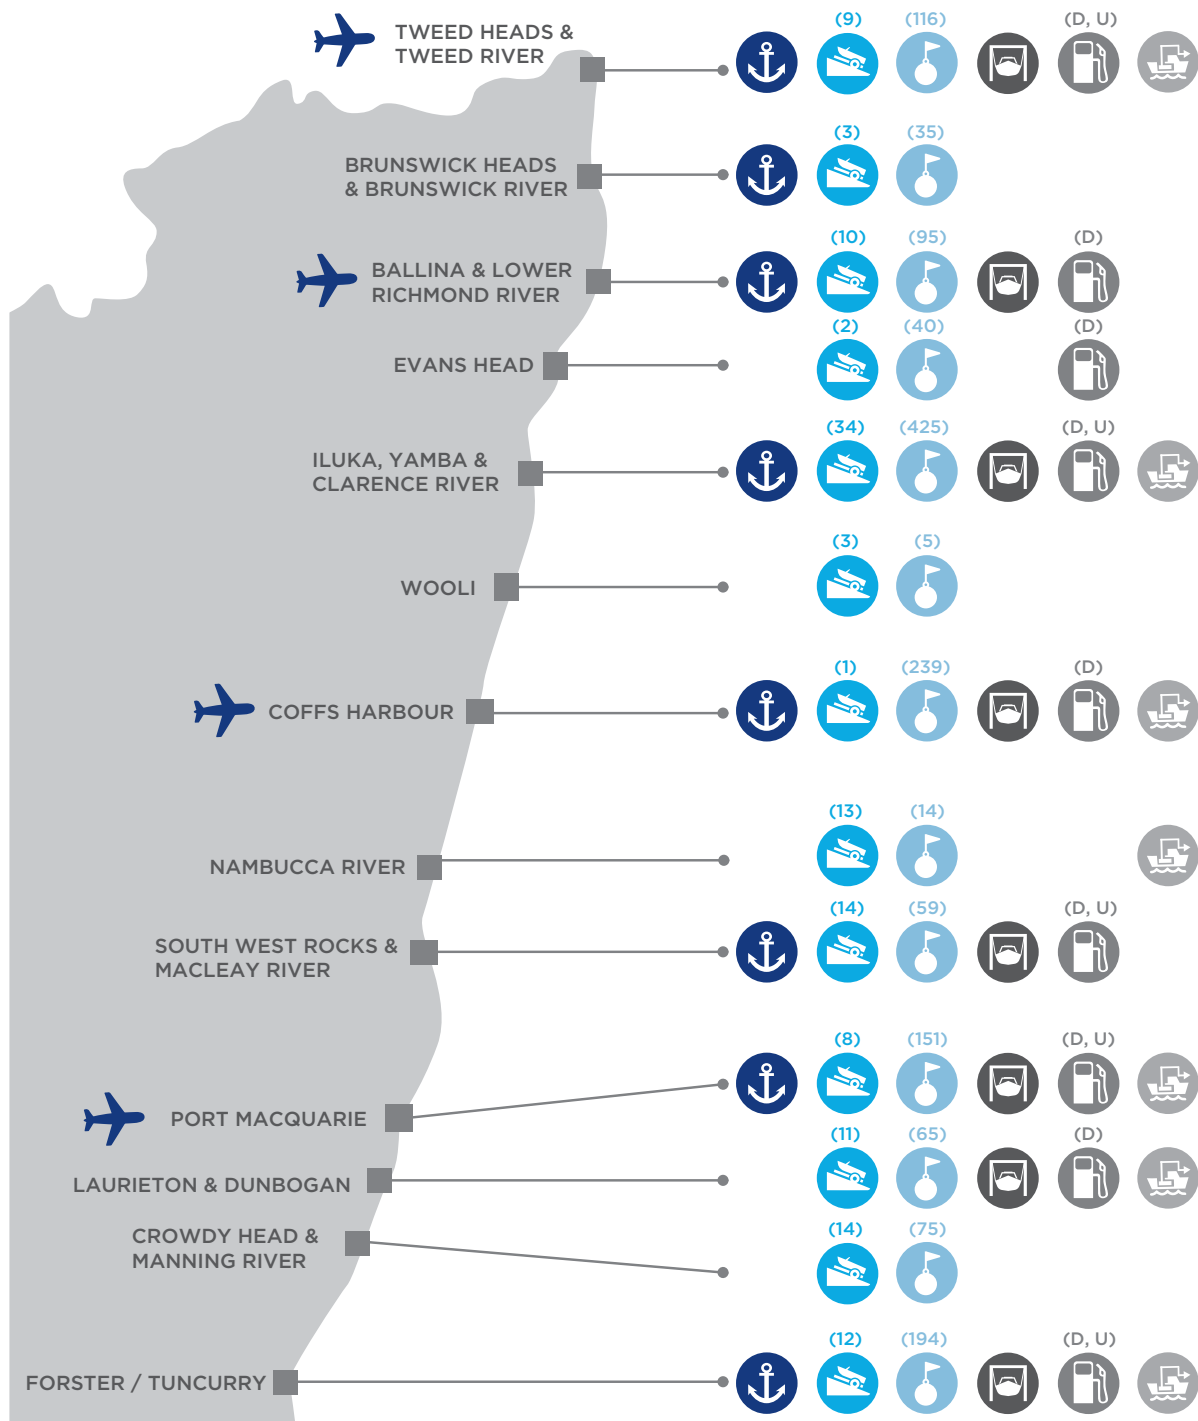 TWEED HEADS &
TWEED RIVER
(9) (116) (D, U)
BRUNSWICK HEADS
& BRUNSWICK RIVER
(3) (35)
BALLINA & LOWER
RICHMOND RIVER
(10) (95) (D)
EVANS HEAD
(2) (40) (D)
ILUKA, YAMBA &
CLARENCE RIVER
(34) (425) (D, U)
WOOLI
(3) (5)
COFFS HARBOUR
(1) (239) (D)
NAMBUCCA RIVER
(13) (14)
SOUTH WEST ROCKS &
MACLEAY RIVER
(14) (59) (D, U)
PORT MACQUARIE
(8) (151) (D, U)
LAURIETON & DUNBOGAN
(11) (65) (D)
CROWDY HEAD &
MANNING RIVER
(14) (75)
FORSTER / TUNCURRY
(12) (194) (D, U)